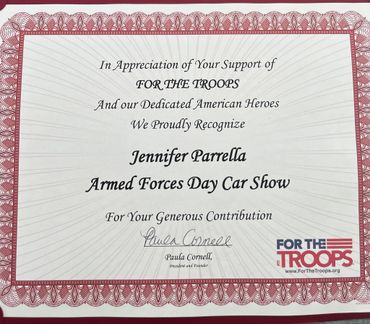 In Appreciation of Your Support of
FOR THE TROOPS
And our Dedicated American Heroes
We Proudly Recognize
Jennifer Parrella
Armed Forces Day Car Show
For Your Generous Contribution
Paula Cornell
Paula Cornell,
President and Founder
FOR THE
TROOPS
www.ForTheTroops.org